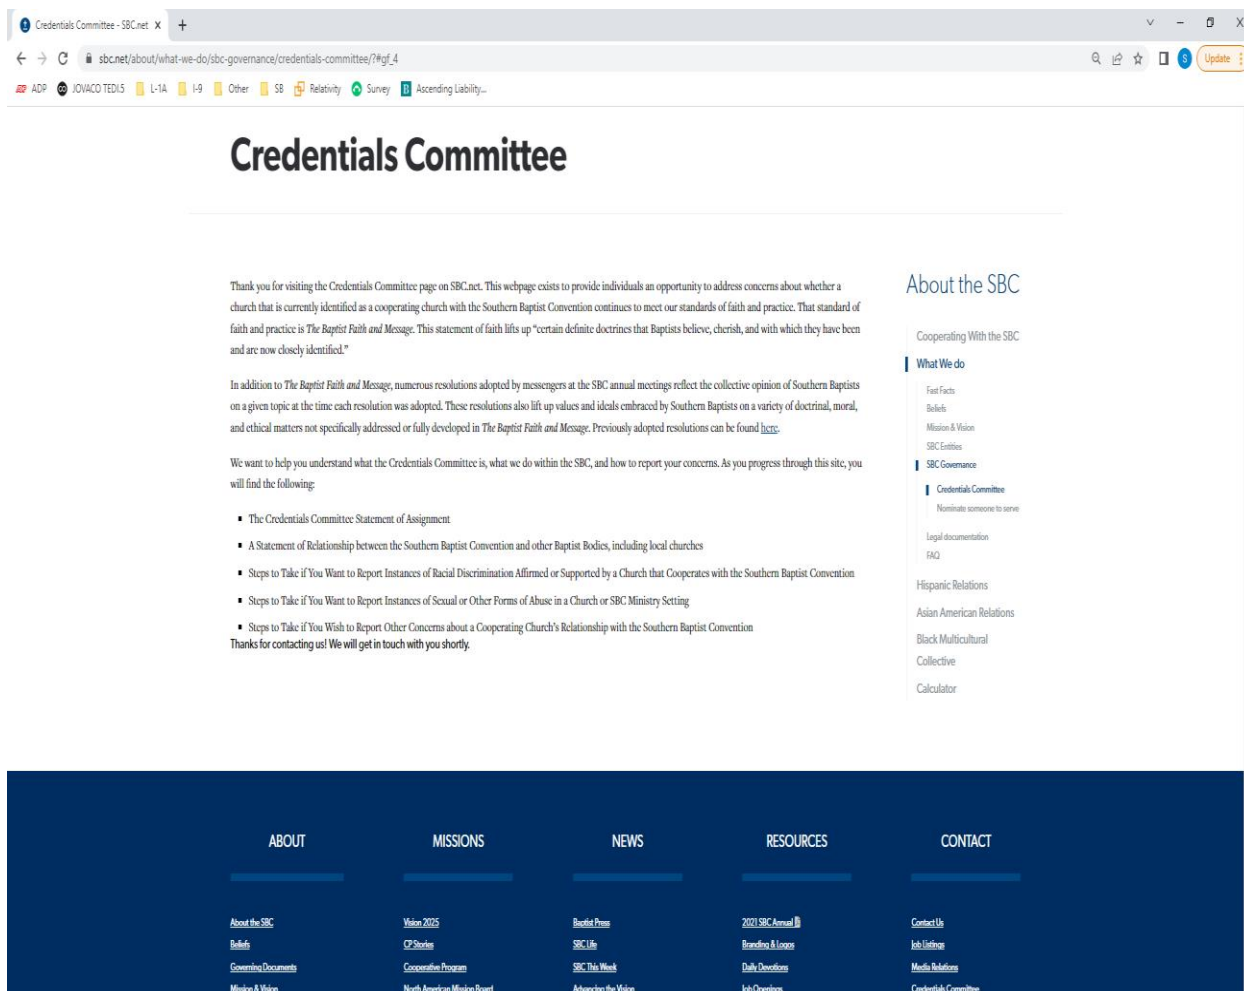 Credentials Committee - SBC.net X +
sbc.net/about/what-we-do/sbc-governance/credentials-committee/?#gf_4
S Update
ADP JOVACO TEDI.5 L-1A I-9 Other SB Relativity Survey B Ascending Liability...
Credentials Committee
Thank you for visiting the Credentials Committee page on SBC.net. This webpage exists to provide individuals an opportunity to address concerns about whether a
church that is currently identified as a cooperating church with the Southern Baptist Convention continues to meet our standards of faith and practice. That standard of
faith and practice is The Baptist Faith and Message. This statement of faith lifts up “certain definite doctrines that Baptists believe, cherish, and with which they have been
and are now closely identified.”
In addition to The Baptist Faith and Message, numerous resolutions adopted by messengers at the SBC annual meetings reflect the collective opinion of Southern Baptists
on a given topic at the time each resolution was adopted. These resolutions also lift up values and ideals embraced by Southern Baptists on a variety of doctrinal, moral,
and ethical matters not specifically addressed or fully developed in The Baptist Faith and Message. Previously adopted resolutions can be found here.
We want to help you understand what the Credentials Committee is, what we do within the SBC, and how to report your concerns. As you progress through this site, you
will find the following:
▪ The Credentials Committee Statement of Assignment
▪ A Statement of Relationship between the Southern Baptist Convention and other Baptist Bodies, including local churches
▪ Steps to Take if You Want to Report Instances of Racial Discrimination Affirmed or Supported by a Church that Cooperates with the Southern Baptist Convention
▪ Steps to Take if You Want to Report Instances of Sexual or Other Forms of Abuse in a Church or SBC Ministry Setting
▪ Steps to Take if You Wish to Report Other Concerns about a Cooperating Church’s Relationship with the Southern Baptist Convention
Thanks for contacting us! We will get in touch with you shortly.
About the SBC
Cooperating With the SBC
What We do
Fast Facts
Beliefs
Mission & Vision
SBC Entities
SBC Governance
Credentials Committee
Nominate someone to serve
Legal documentation
FAQ
Hispanic Relations
Asian American Relations
Black Multicultural
Collective
Calculator
ABOUT
About the SBC
Beliefs
Governing Documents
Mission & Vision
MISSIONS
Vision 2025
CP Stories
Cooperative Program
North American Mission Board
NEWS
Baptist Press
SBC Life
SBC This Week
Advancing the Vision
RESOURCES
2021 SBC Annual
Branding & Logos
Daily Devotions
Job Openings
CONTACT
Contact Us
Job Listings
Media Relations
Credentials Committee